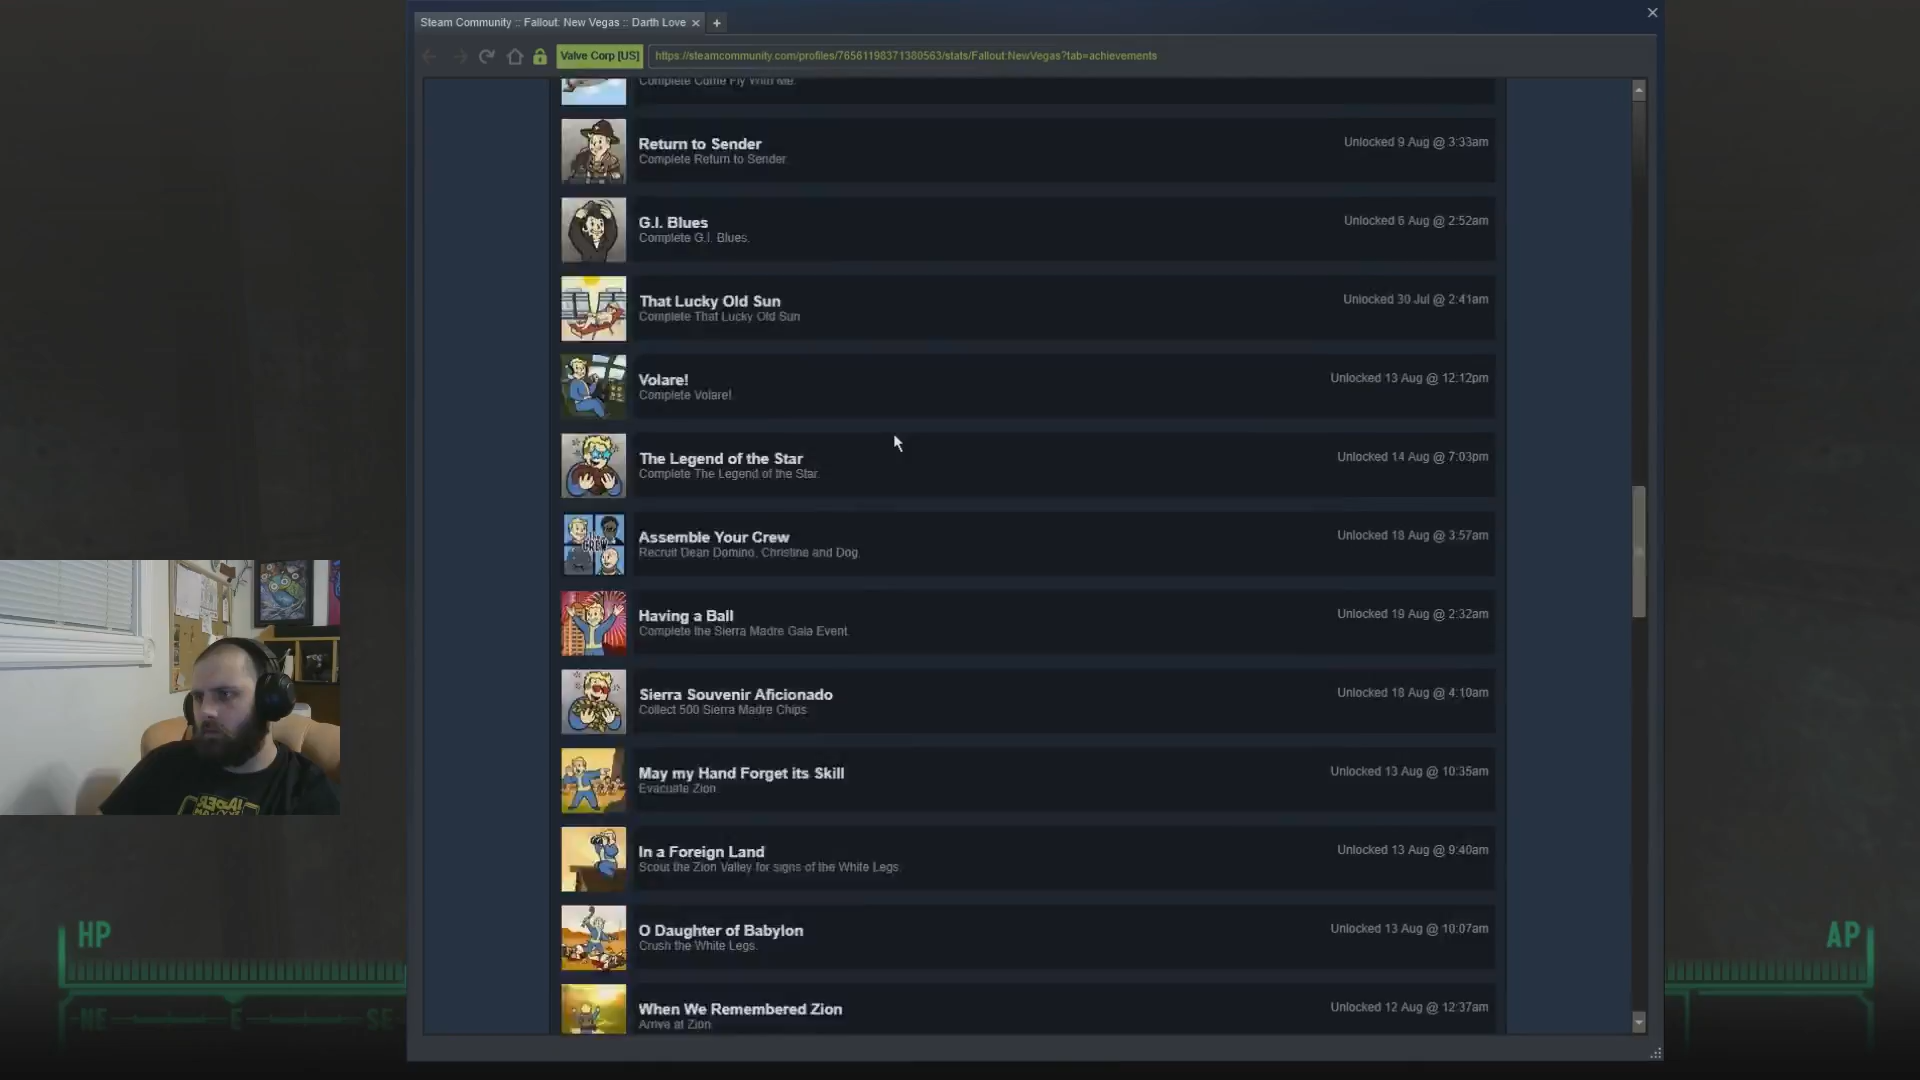 Steam Community :: Fallout: New Vegas :: Darth Love
Valve Corp [US]
https://steamcommunity.com/profiles/76561198371380563/stats/Fallout:NewVegas?tab=achievements
Complete Come Fly With Me.
Return to Sender
Complete Return to Sender.
Unlocked 9 Aug @ 3:33am
G.I. Blues
Complete G.I. Blues.
Unlocked 6 Aug @ 2:52am
That Lucky Old Sun
Complete That Lucky Old Sun
Unlocked 30 Jul @ 2:41am
Volare!
Complete Volare!
Unlocked 13 Aug @ 12:12pm
The Legend of the Star
Complete The Legend of the Star.
Unlocked 14 Aug @ 7:03pm
Assemble Your Crew
Recruit Dean Domino, Christine and Dog.
Unlocked 18 Aug @ 3:57am
Having a Ball
Complete the Sierra Madre Gala Event.
Unlocked 19 Aug @ 2:32am
Sierra Souvenir Aficionado
Collect 500 Sierra Madre Chips
Unlocked 18 Aug @ 4:10am
May my Hand Forget its Skill
Evacuate Zion
Unlocked 13 Aug @ 10:35am
In a Foreign Land
Scout the Zion Valley for signs of the White Legs.
Unlocked 13 Aug @ 9:40am
O Daughter of Babylon
Crush the White Legs.
Unlocked 13 Aug @ 10:07am
When We Remembered Zion
Arrive at Zion
Unlocked 12 Aug @ 12:37am
HP
AP
NE
E
SE